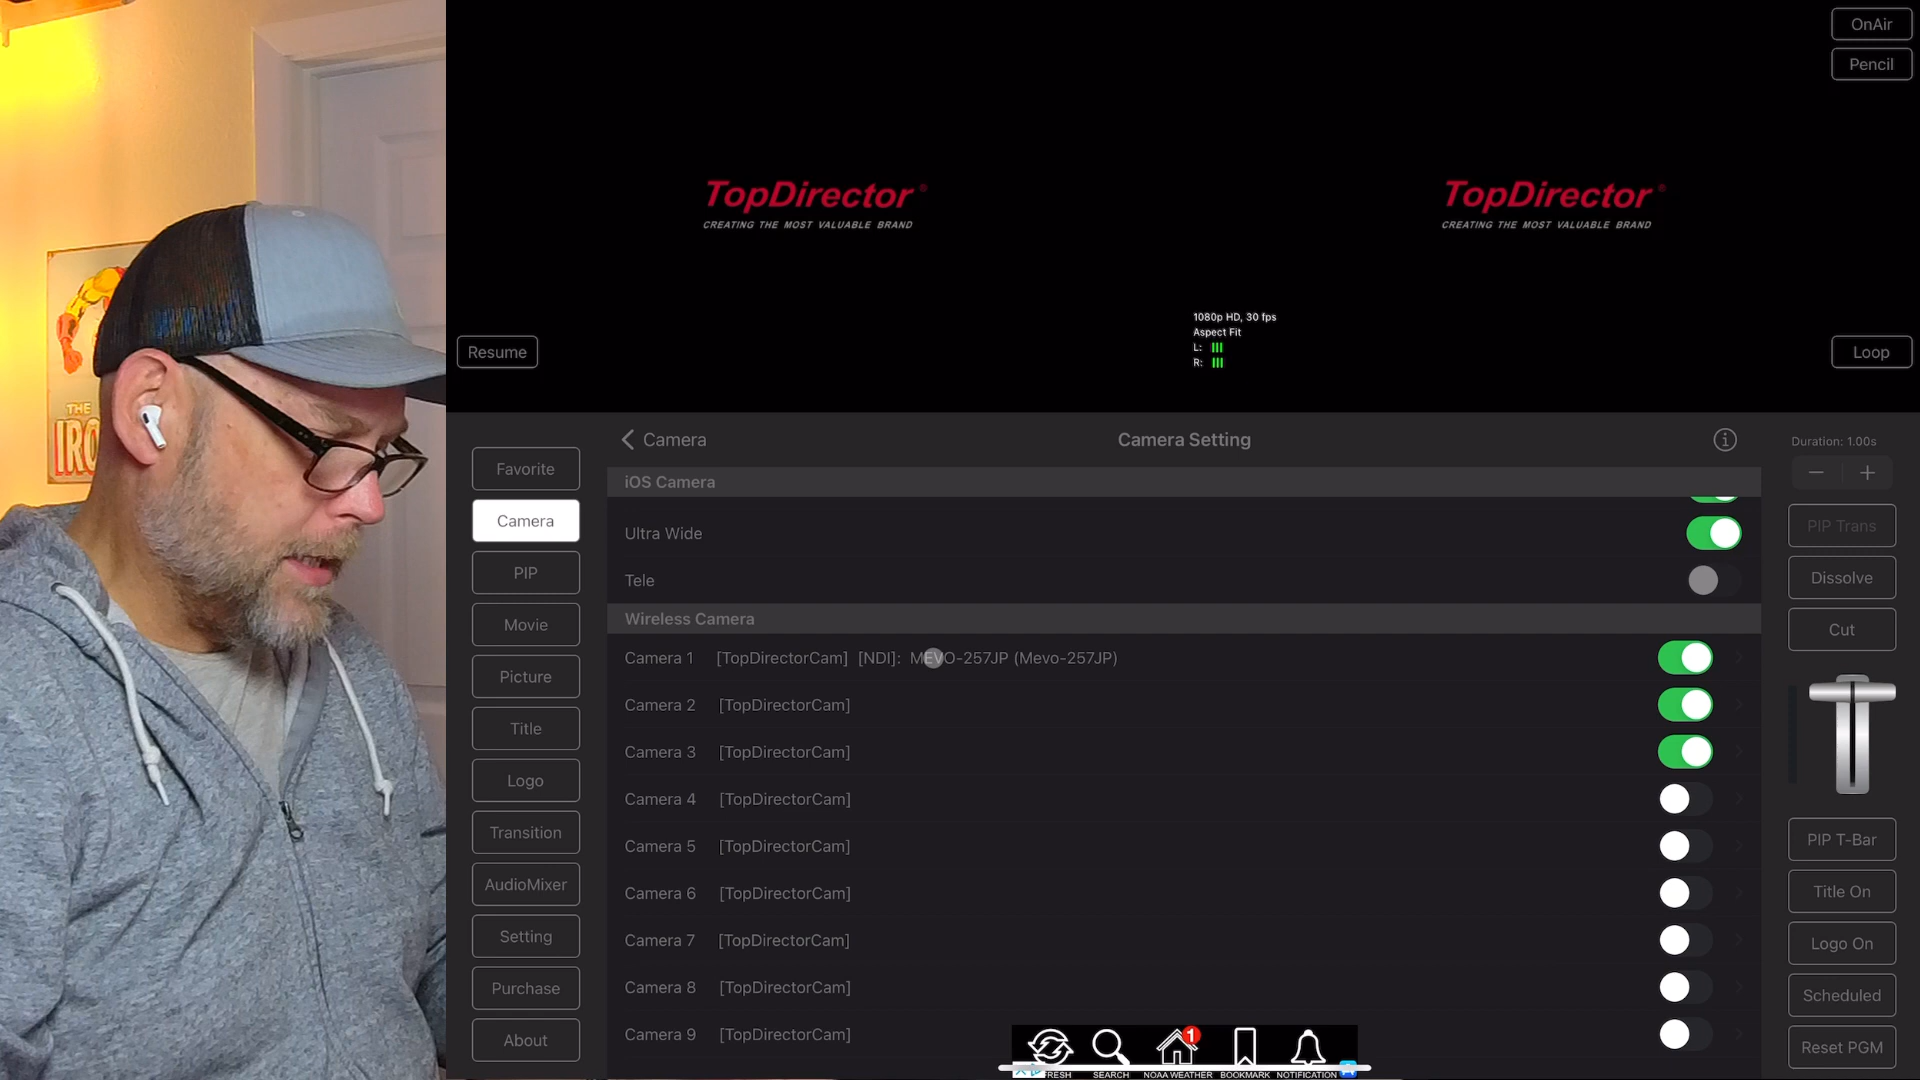 OnAir
Pencil
TopDirector®
CREATING THE MOST VALUABLE BRAND
TopDirector®
CREATING THE MOST VALUABLE BRAND
1080p HD, 30 fps
Aspect Fit
L:
R:
Resume
Loop
THE
IRO
Camera
Camera Setting
Duration: 1.00s
Favorite
Camera
PIP
Movie
Picture
Title
Logo
Transition
AudioMixer
Setting
Purchase
About
iOS Camera
Ultra Wide
Tele
Wireless Camera
Camera 1 [TopDirectorCam] [NDI]: MEVO-257JP (Mevo-257JP)
Camera 2 [TopDirectorCam]
Camera 3 [TopDirectorCam]
Camera 4 [TopDirectorCam]
Camera 5 [TopDirectorCam]
Camera 6 [TopDirectorCam]
Camera 7 [TopDirectorCam]
Camera 8 [TopDirectorCam]
Camera 9 [TopDirectorCam]
PIP Trans
Dissolve
Cut
PIP T-Bar
Title On
Logo On
Scheduled
Reset PGM
1
FRESH SEARCH NOAA WEATHER BOOKMARK NOTIFICATION